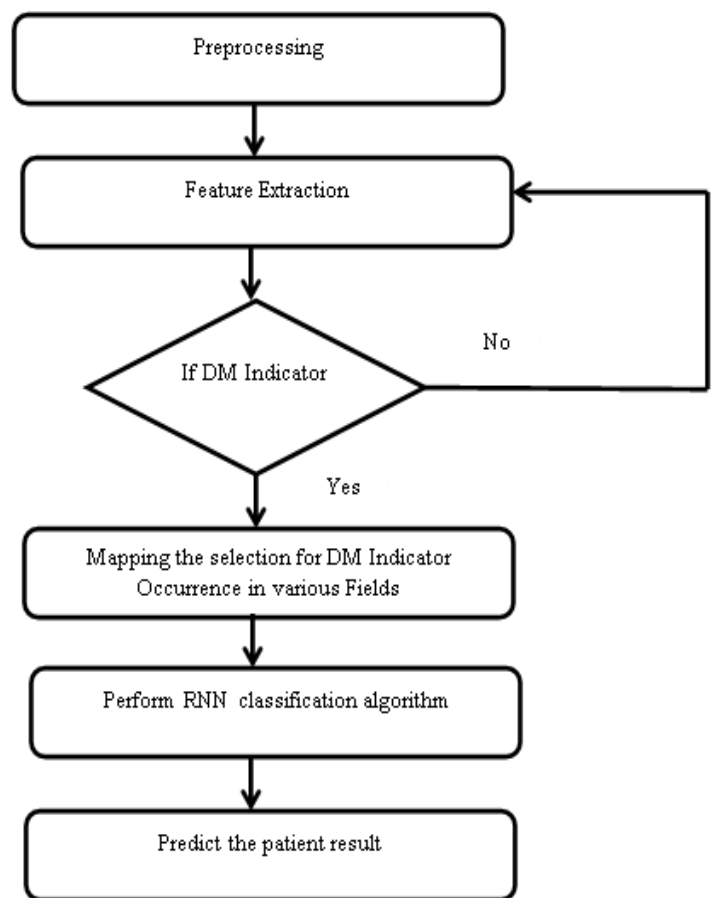 Preprocessing
Feature Extraction
If DM Indicator
No
Yes
Mapping the selection for DM Indicator
Occurrence in various Fields
Perform RNN classification algorithm
Predict the patient result